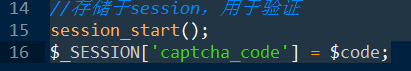 14 //存储于session，用于验证
15 session_start();
16 $_SESSION['captcha_code'] = $code;